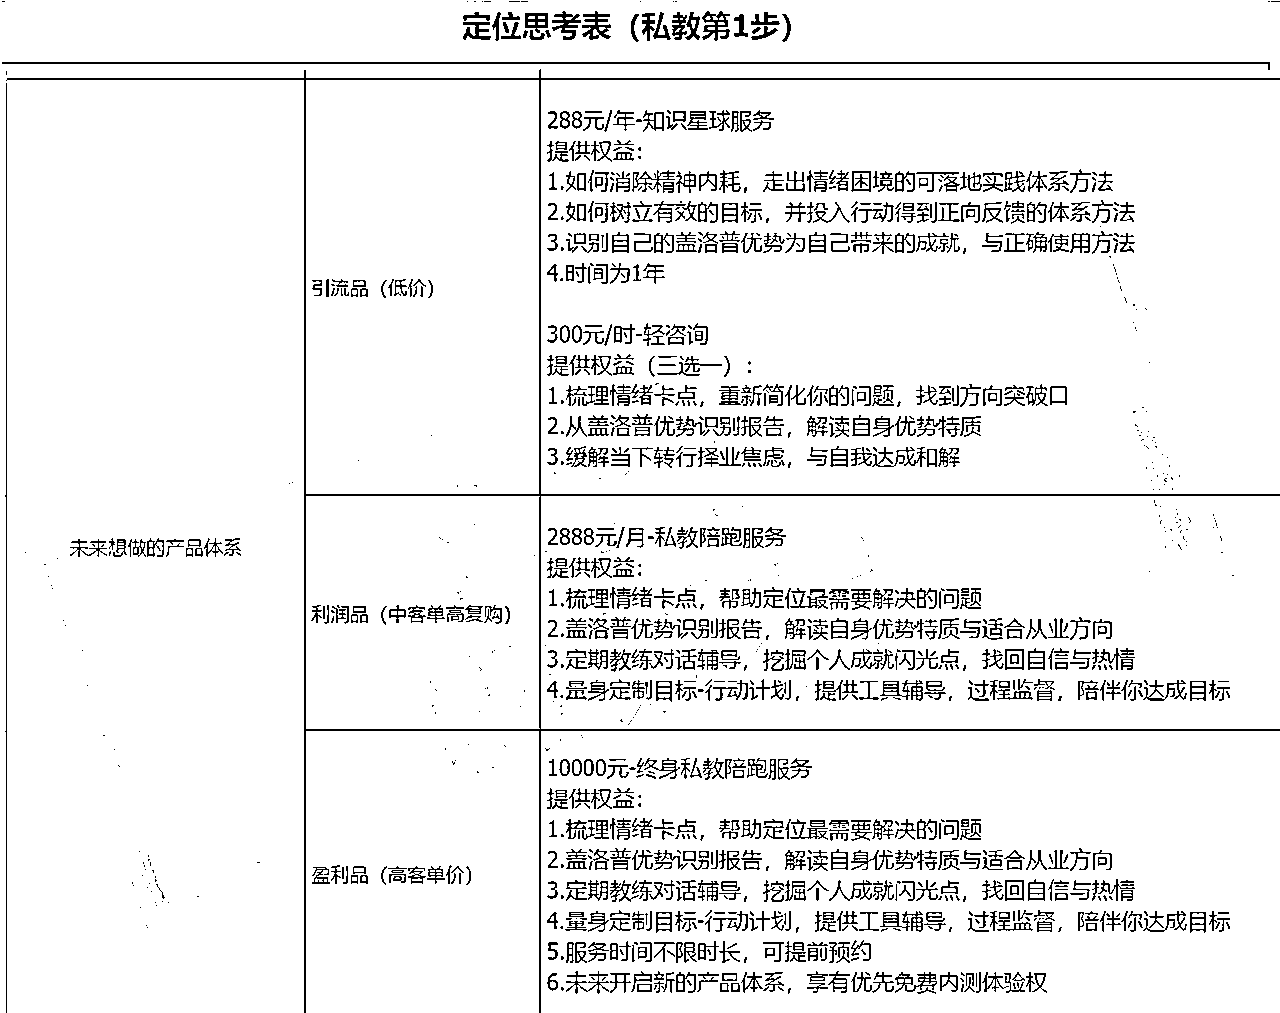 定位思考表（私教第1步）
未来想做的产品体系
引流品（低价）
288元/年-知识星球服务
提供权益：
1.如何消除精神内耗，走出情绪困境的可落地实践体系方法
2.如何树立有效的目标，并投入行动得到正向反馈的体系方法
3.识别自己的盖洛普优势为自己带来的成就，与正确使用方法
4.时间为1年
300元/时-轻咨询
提供权益（三选一）：
1.梳理情绪卡点，重新简化你的问题，找到方向突破口
2.从盖洛普优势识别报告，解读自身优势特质
3.缓解当下转行择业焦虑，与自我达成和解
利润品（中客单高复购）
2888元/月-私教陪跑服务
提供权益：
1.梳理情绪卡点，帮助定位最需要解决的问题
2.盖洛普优势识别报告，解读自身优势特质与适合从业方向
3.定期教练对话辅导，挖掘个人成就闪光点，找回自信与热情
4.量身定制目标-行动计划，提供工具辅导，过程监督，陪伴你达成目标
盈利品（高客单价）
10000元-终身私教陪跑服务
提供权益：
1.梳理情绪卡点，帮助定位最需要解决的问题
2.盖洛普优势识别报告，解读自身优势特质与适合从业方向
3.定期教练对话辅导，挖掘个人成就闪光点，找回自信与热情
4.量身定制目标-行动计划，提供工具辅导，过程监督，陪伴你达成目标
5.服务时间不限时长，可提前预约
6.未来开启新的产品体系，享有优先免费内测体验权